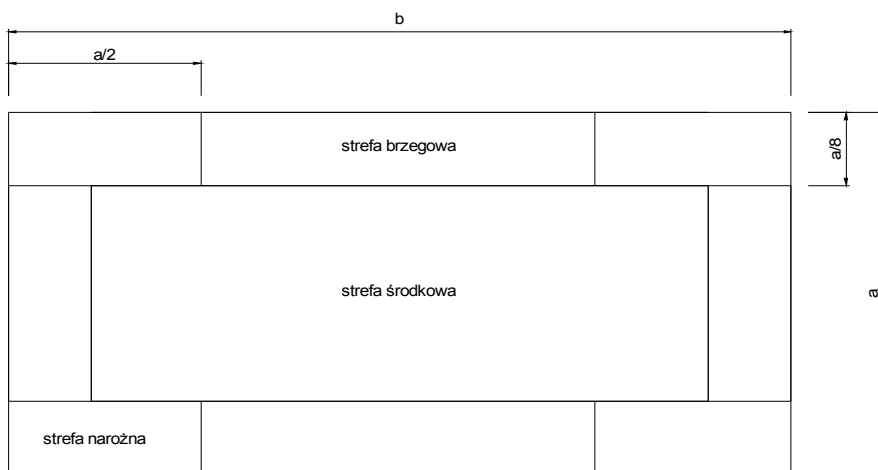 b
a/2
strefa brzegowa
a/8
strefa środkowa
a
strefa narożna